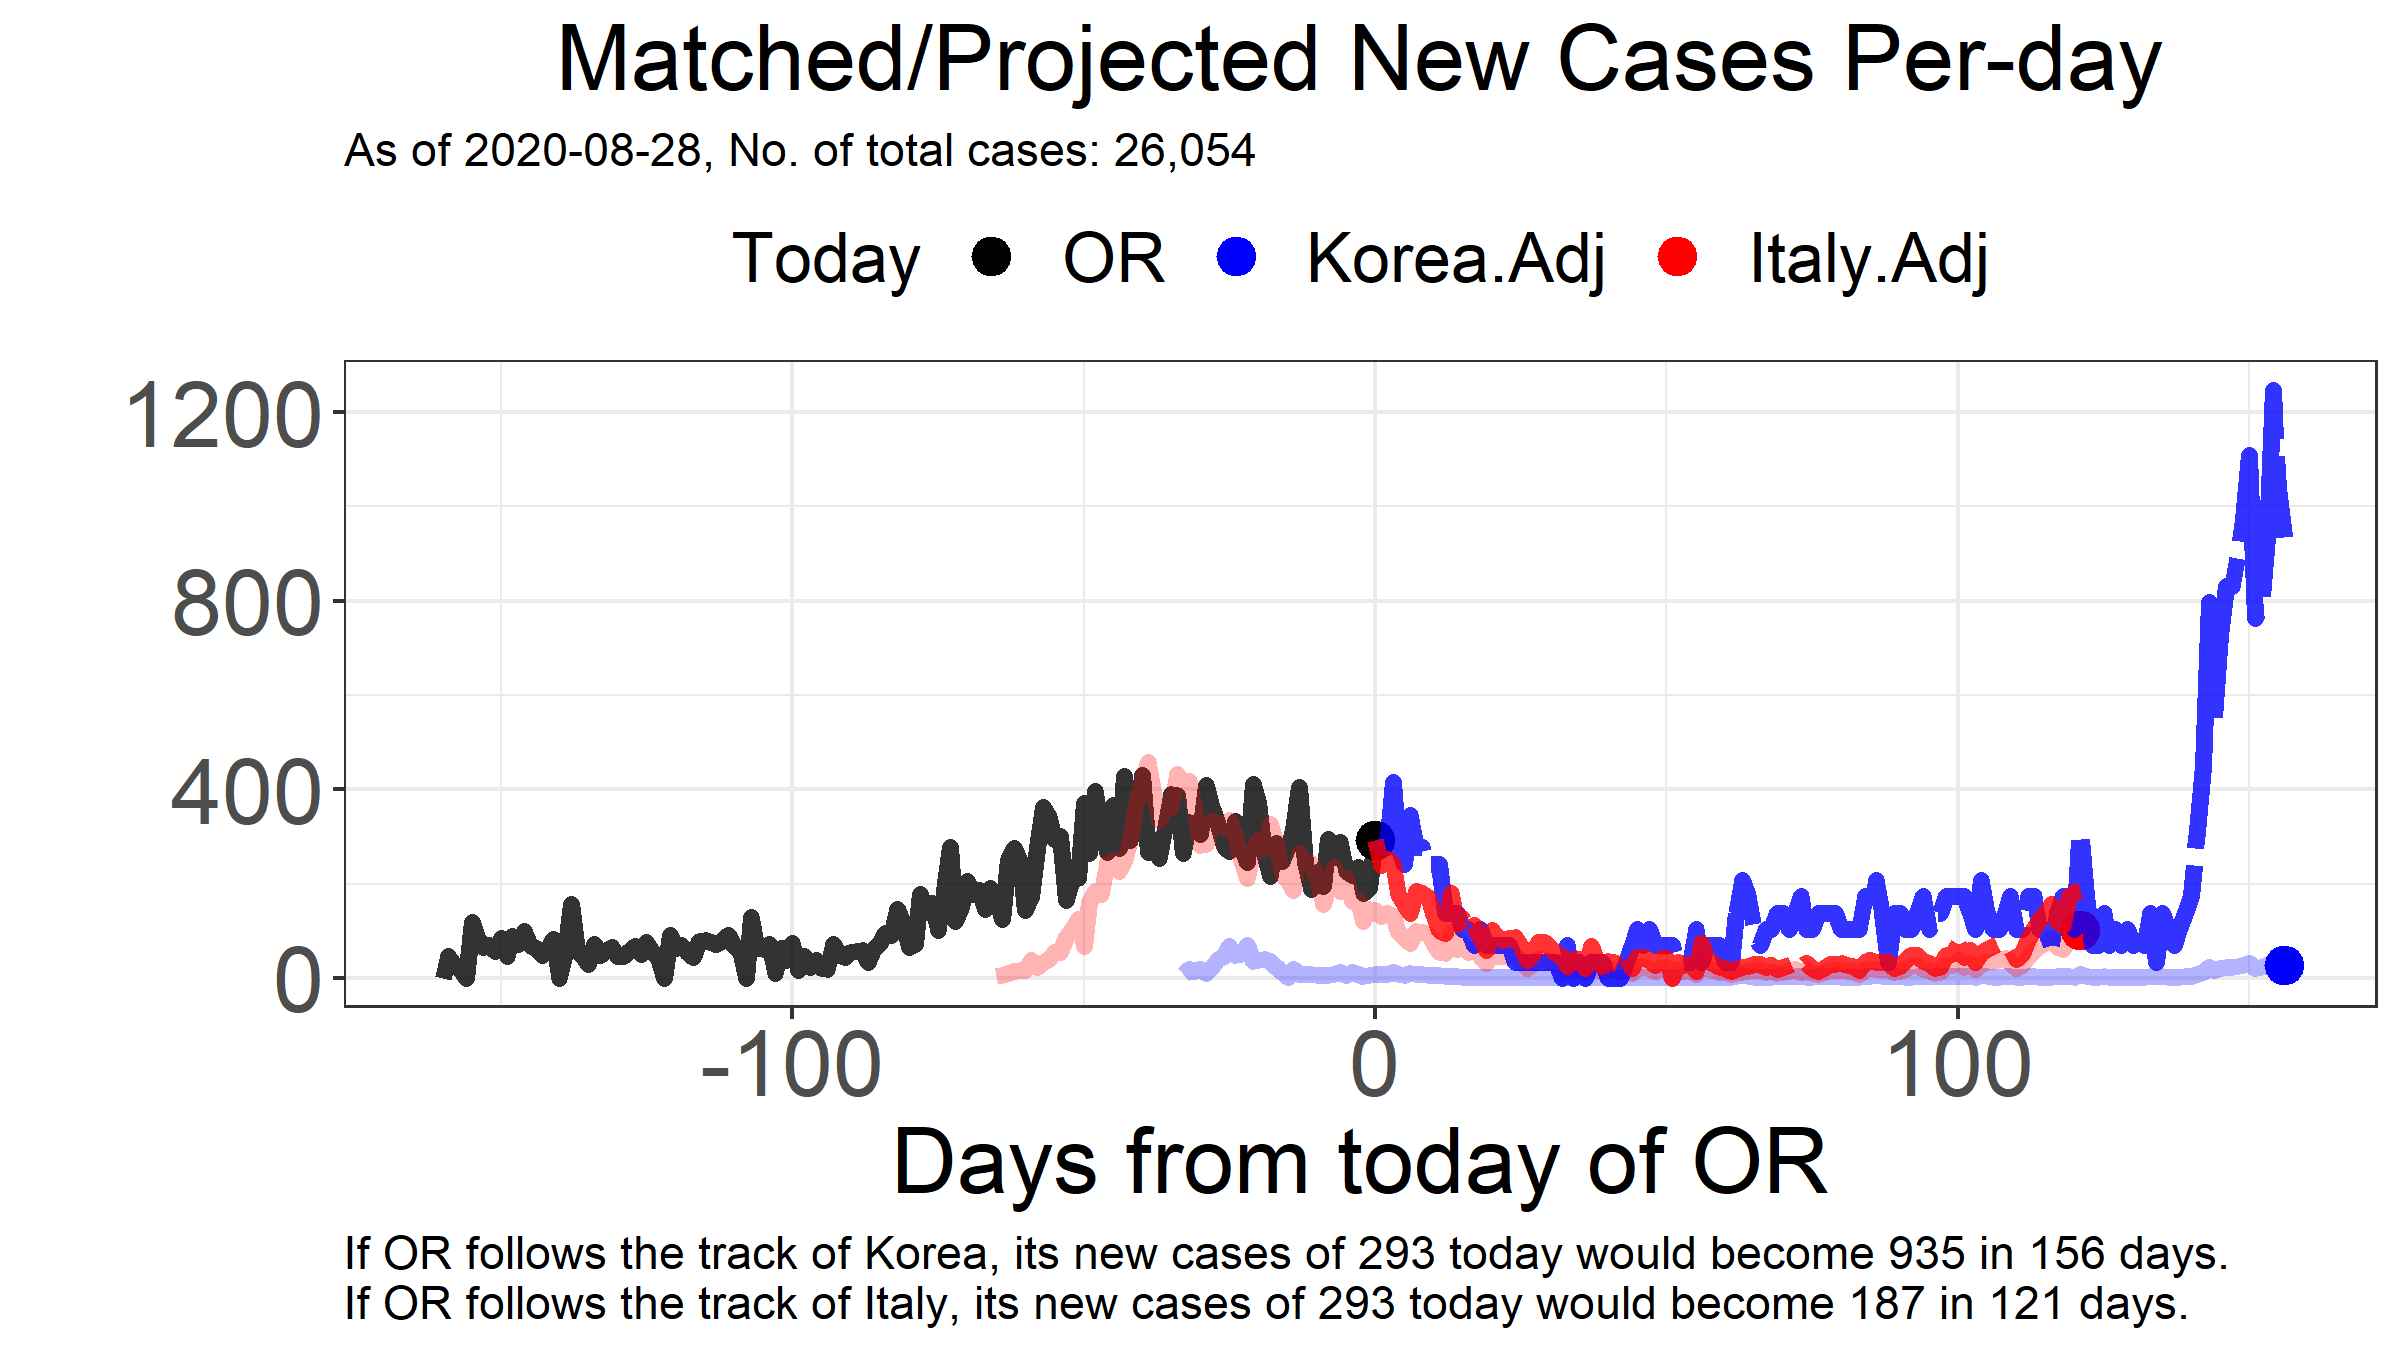 Matched/Projected New Cases Per-day
As of 2020-08-28, No. of total cases: 26,054
Today OR Korea.Adj Italy.Adj
1200
800
400
0
-100 0 100
Days from today of OR
If OR follows the track of Korea, its new cases of 293 today would become 935 in 156 days.
If OR follows the track of Italy, its new cases of 293 today would become 187 in 121 days.